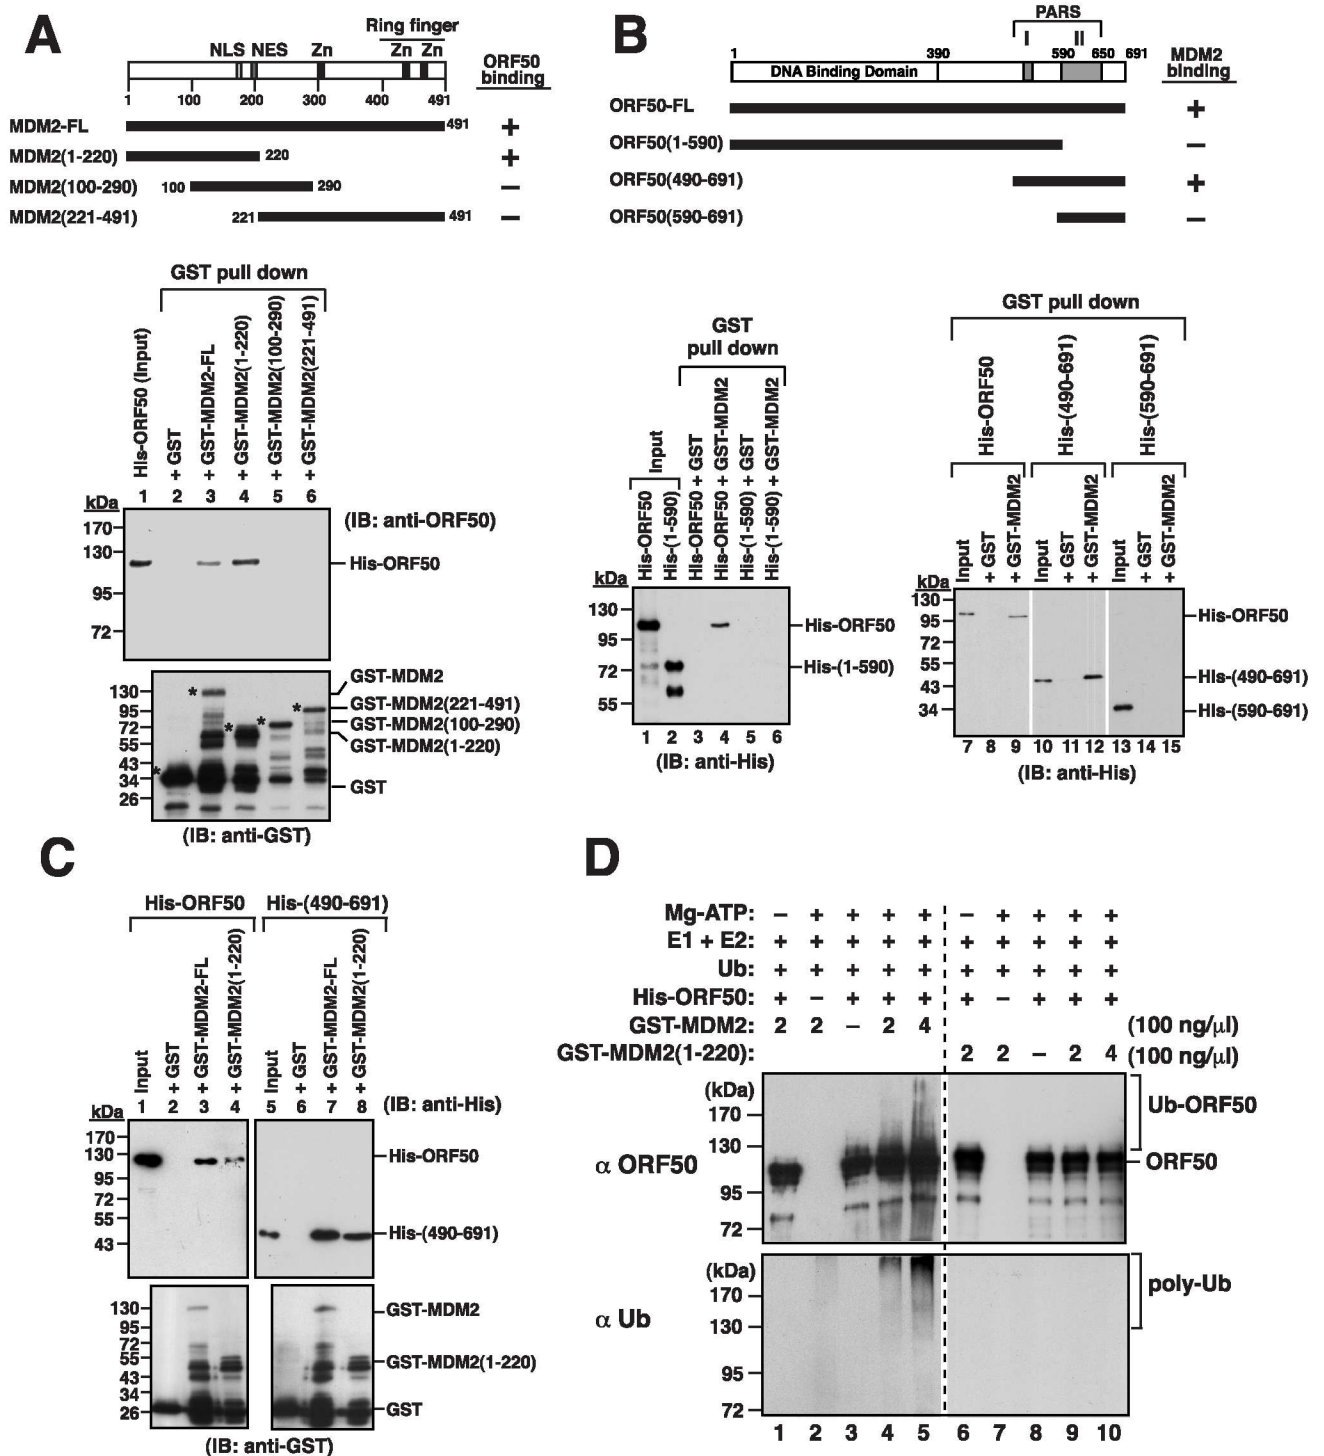 A
Ring finger
NLS NES Zn Zn Zn
ORF50 binding
1 100 200 300 400 491
MDM2-FL 491 +
MDM2(1-220) 220 +
MDM2(100-290) 100 290 −
MDM2(221-491) 221 491 −
GST pull down
His-ORF50 (Input)
+ GST
+ GST-MDM2-FL
+ GST-MDM2(1-220)
+ GST-MDM2(100-290)
+ GST-MDM2(221-491)
kDa 1 2 3 4 5 6
170
130
95
72
(IB: anti-ORF50)
His-ORF50
130
95
72
55
43
34
26
* * * * *
GST-MDM2
GST-MDM2(221-491)
GST-MDM2(100-290)
GST-MDM2(1-220)
GST
(IB: anti-GST)
B
PARS
I II
1 390 590 650 691
DNA Binding Domain
MDM2 binding
ORF50-FL +
ORF50(1-590) −
ORF50(490-691) +
ORF50(590-691) −
GST
pull down
Input
His-ORF50
His-(1-590)
His-ORF50 + GST
His-ORF50 + GST-MDM2
His-(1-590) + GST
His-(1-590) + GST-MDM2
kDa
130
95
72
55
His-ORF50
His-(1-590)
1 2 3 4 5 6
(IB: anti-His)
GST pull down
His-ORF50
His-(490-691)
His-(590-691)
Input
+ GST
+ GST-MDM2
Input
+ GST
+ GST-MDM2
Input
+ GST
+ GST-MDM2
kDa
130
95
72
55
43
34
His-ORF50
His-(490-691)
His-(590-691)
7 8 9 10 11 12 13 14 15
(IB: anti-His)
C
His-ORF50 His-(490-691)
Input
+ GST
+ GST-MDM2-FL
+ GST-MDM2(1-220)
Input
+ GST
+ GST-MDM2-FL
+ GST-MDM2(1-220)
kDa 1 2 3 4 5 6 7 8 (IB: anti-His)
170
130
95
72
55
43
His-ORF50
His-(490-691)
130
95
72
55
43
34
26
GST-MDM2
GST-MDM2(1-220)
GST
(IB: anti-GST)
D
Mg-ATP: − + + + + − + + + +
E1 + E2: + + + + + + + + + +
Ub: + + + + + + + + + +
His-ORF50: + − + + + + − + + +
GST-MDM2: 2 2 − 2 4 (100 ng/μl)
GST-MDM2(1-220): 2 2 − 2 4 (100 ng/μl)
(kDa)
170
130
95
72
α ORF50
Ub-ORF50
ORF50
(kDa)
170
130
95
72
α Ub
poly-Ub
1 2 3 4 5 6 7 8 9 10